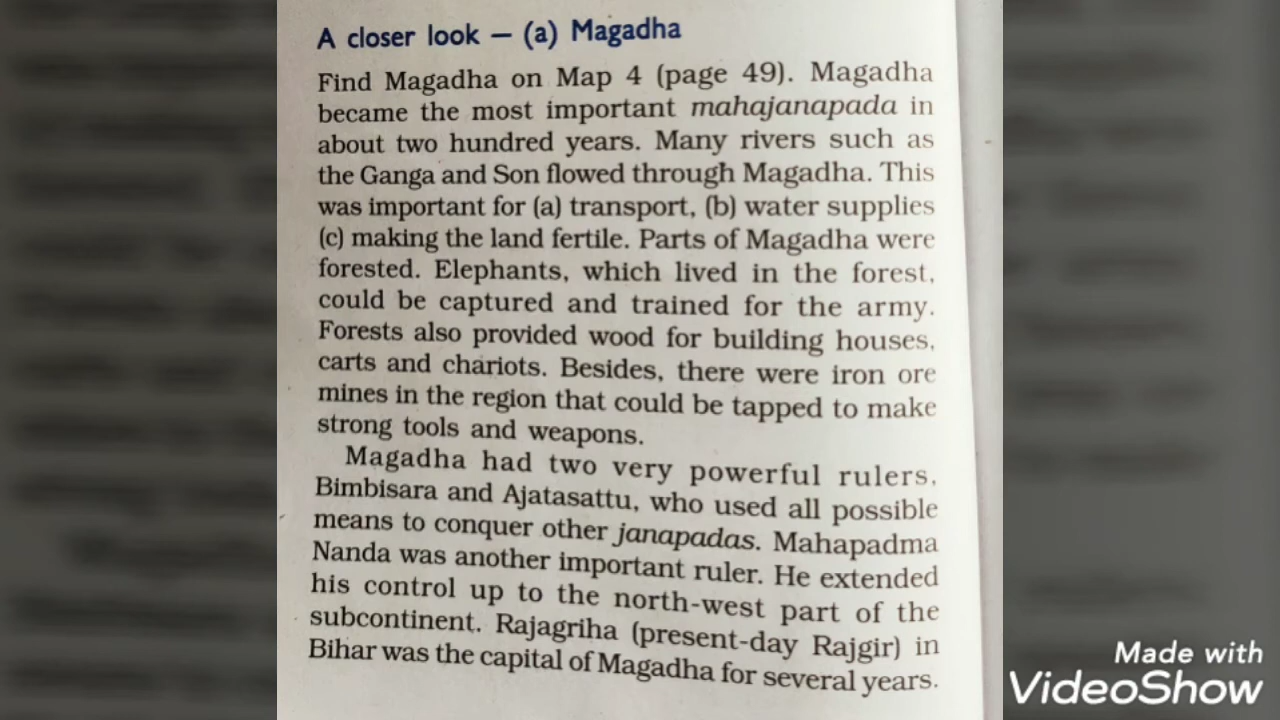 A closer look – (a) Magadha
Find Magadha on Map 4 (page 49). Magadha
became the most important mahajanapada in
about two hundred years. Many rivers such as
the Ganga and Son flowed through Magadha. This
was important for (a) transport, (b) water supplies
(c) making the land fertile. Parts of Magadha were
forested. Elephants, which lived in the forest,
could be captured and trained for the army.
Forests also provided wood for building houses,
carts and chariots. Besides, there were iron ore
mines in the region that could be tapped to make
strong tools and weapons.
Magadha had two very powerful rulers,
Bimbisara and Ajatasattu, who used all possible
means to conquer other janapadas. Mahapadma
Nanda was another important ruler. He extended
his control up to the north-west part of the
subcontinent. Rajagriha (present-day Rajgir) in
Bihar was the capital of Magadha for several years.
Made with
VideoShow